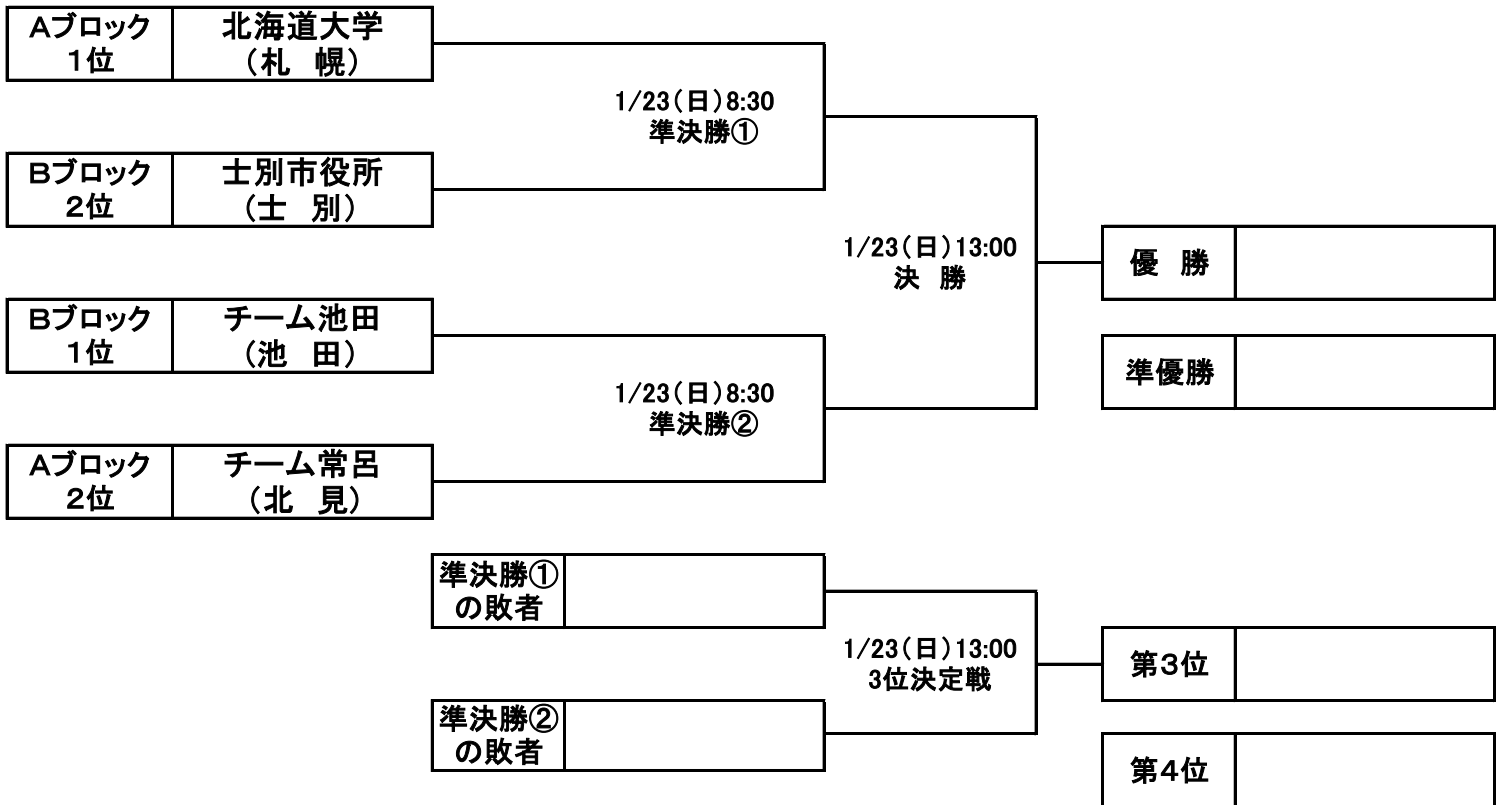 Aブロック
1位
北海道大学
（札　幌）
1/23（日）8:30
準決勝①
Bブロック
2位
士別市役所
（士　別）
1/23（日）13:00
決　勝
優　勝
準優勝
Bブロック
1位
チーム池田
（池　田）
1/23（日）8:30
準決勝②
Aブロック
2位
チーム常呂
（北　見）
準決勝①
の敗者
1/23（日）13:00
3位決定戦
準決勝②
の敗者
第3位
第4位